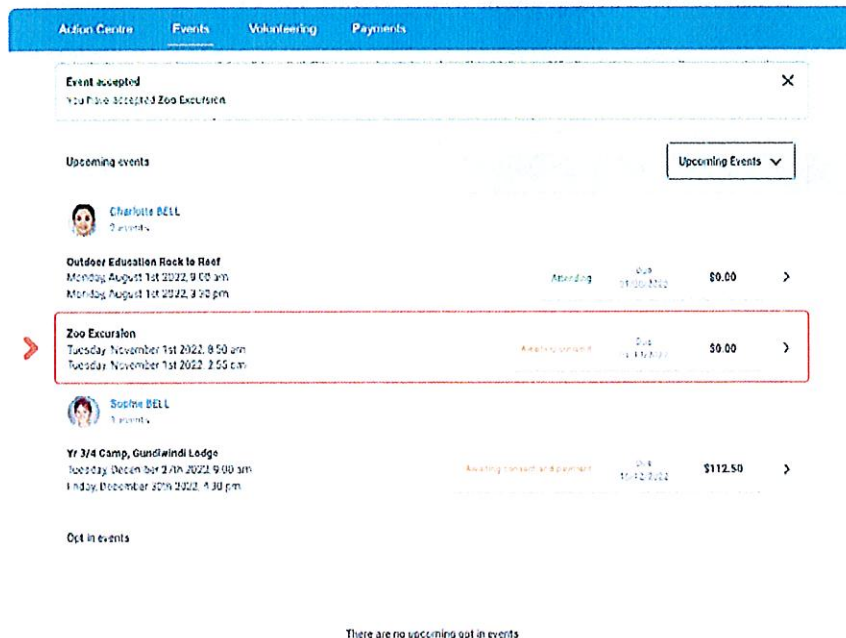 Action Centre Events Volunteering Payments
Event accepted
You have accepted Zoo Excursion
Upcoming events
Upcoming Events
Charlotte BELL
2 events
Outdoor Education Rock to Reef
Monday, August 1st 2022, 9:00 am
Monday, August 1st 2022, 3:30 pm
Attending
Due
$0.00
Zoo Excursion
Tuesday, November 1st 2022, 8:50 am
Tuesday, November 1st 2022, 2:55 pm
Awaiting consent
Due
$0.00
Sophie BELL
events
Yr 3/4 Camp, Gundiwindi Lodge
Tuesday, December 27th 2022, 9:00 am
Friday, December 30th 2022, 4:30 pm
Awaiting consent and payment
Due
$112.50
Opt in events
There are no upcoming opt in events